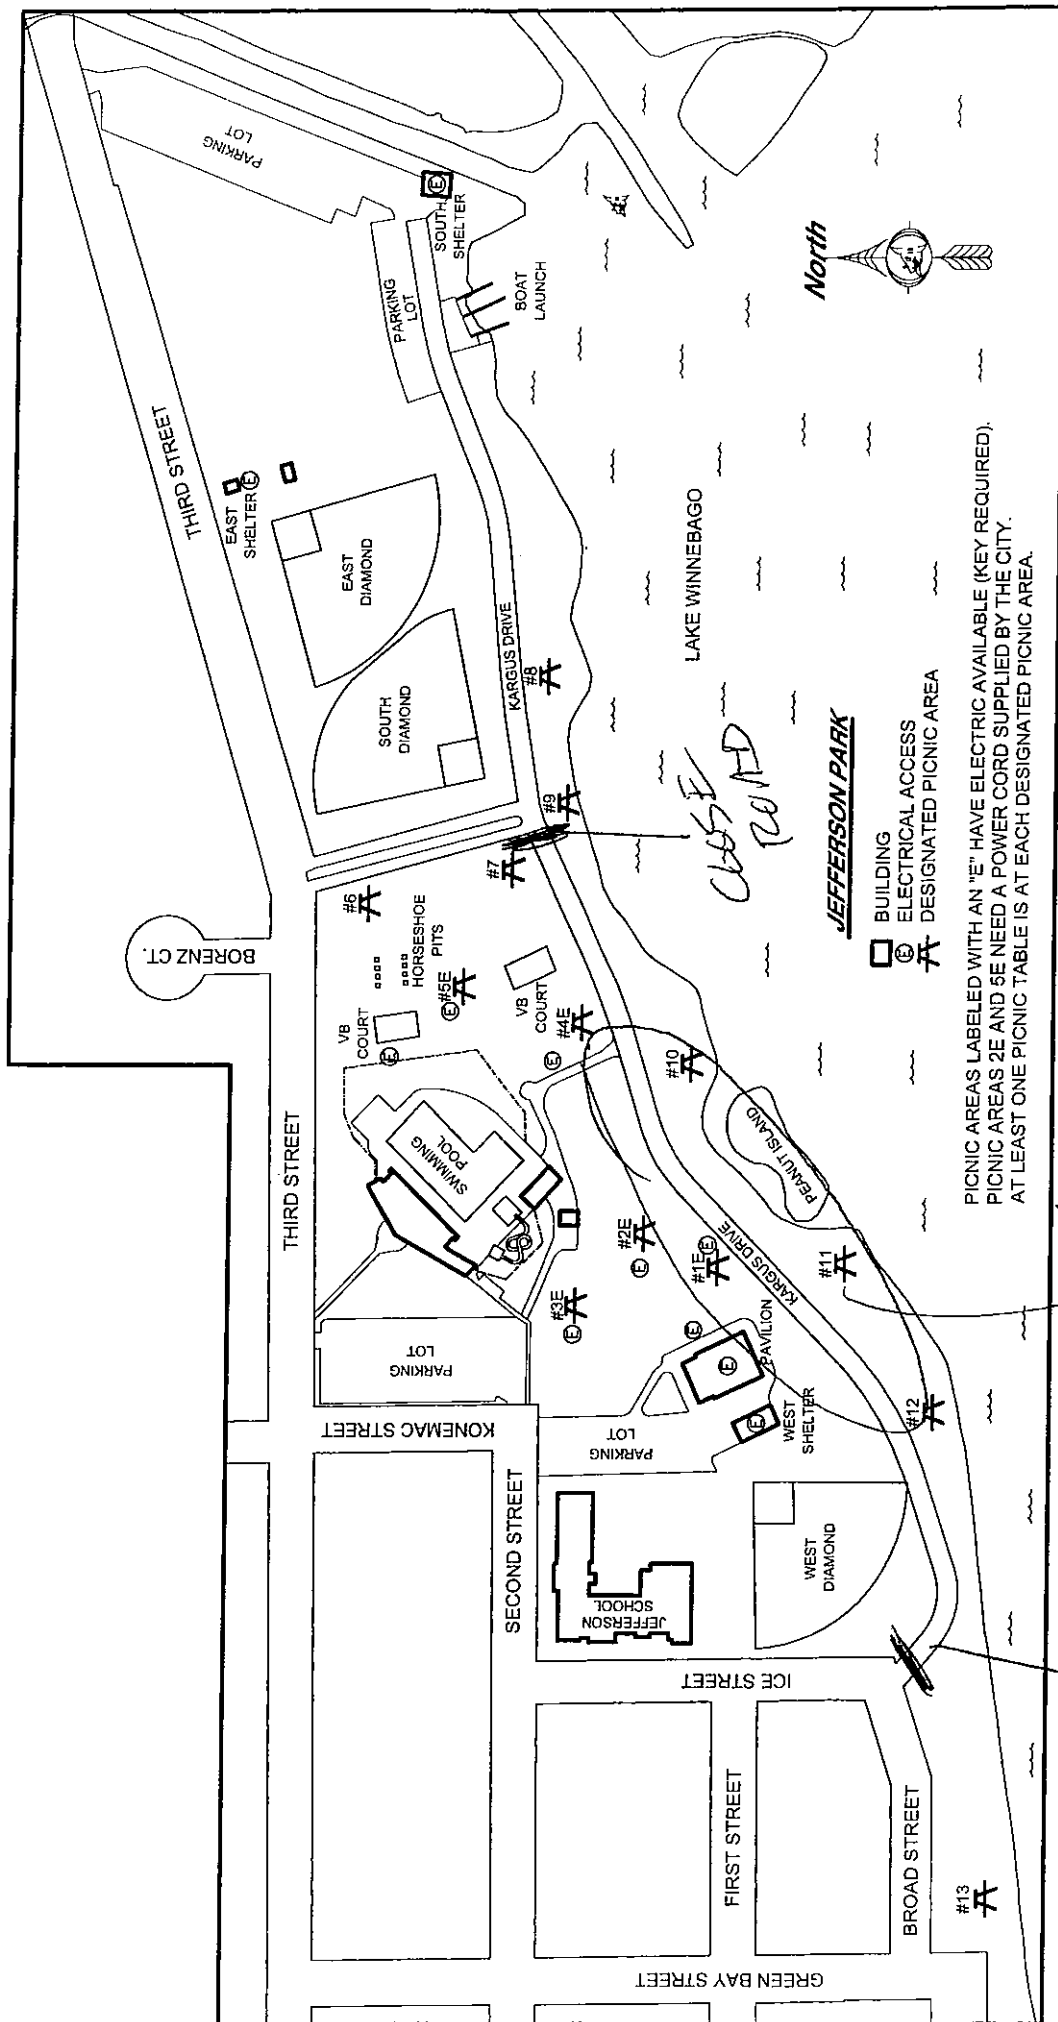 PARKING
LOT
SOUTH
SHELTER
E
PARKING
LOT
BOAT
LAUNCH
North
THIRD STREET
EAST
SHELTER
E
EAST
DIAMOND
SOUTH
DIAMOND
KARGUS DRIVE
#8
#9
LAKE WINNEBAGO
CLOSE
ROAD
BORENZ CT.
#6
#7
HORSESHOE
PITS
#5E
E
VB
COURT
E
VB
COURT
#4E
E
#10
PEANUT ISLAND
THIRD STREET
SWIMMING
POOL
#2E
E
#1E
E
#3E
E
KARGUS DRIVE
#11
PARKING
LOT
E
PAVILION
E
WEST
SHELTER
E
#12
KONEMAC STREET
PARKING
LOT
SECOND STREET
JEFFERSON
SCHOOL
WEST
DIAMOND
ICE STREET
FIRST STREET
BROAD STREET
#13
GREEN BAY STREET
JEFFERSON PARK
BUILDING
E ELECTRICAL ACCESS
DESIGNATED PICNIC AREA
PICNIC AREAS LABELED WITH AN "E" HAVE ELECTRIC AVAILABLE (KEY REQUIRED).
PICNIC AREAS 2E AND 5E NEED A POWER CORD SUPPLIED BY THE CITY.
AT LEAST ONE PICNIC TABLE IS AT EACH DESIGNATED PICNIC AREA.